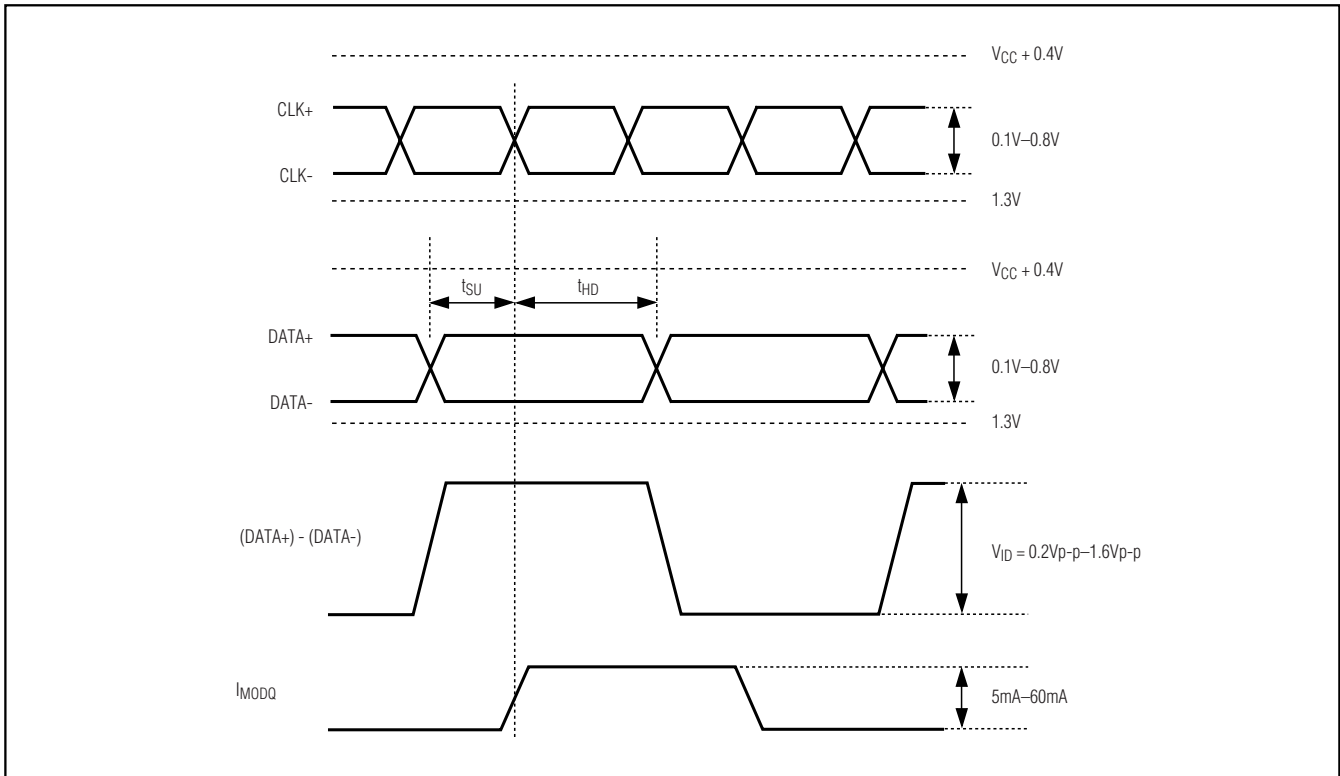 VCC + 0.4V
CLK+
0.1V–0.8V
CLK-
1.3V
VCC + 0.4V
tSU
tHD
DATA+
0.1V–0.8V
DATA-
1.3V
(DATA+) - (DATA-)
VID = 0.2Vp-p–1.6Vp-p
IMODQ
5mA–60mA